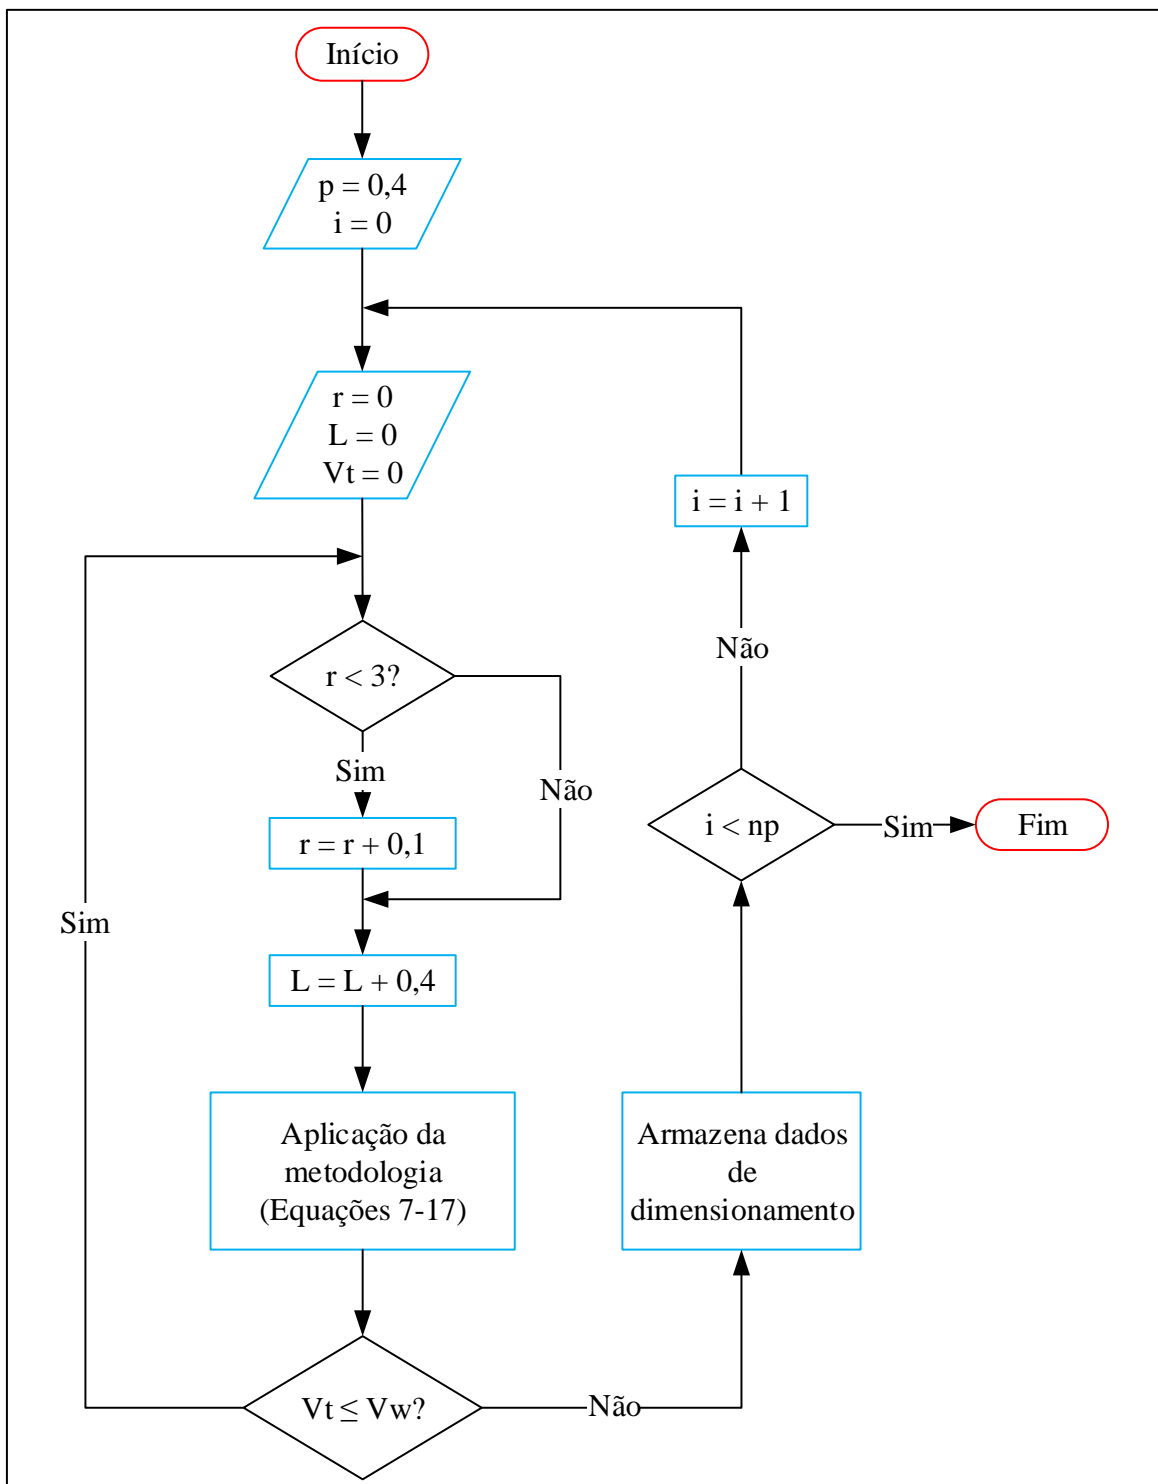 Início
p = 0,4
i = 0
r = 0
L = 0
Vt = 0
i = i + 1
r < 3?
Não
Sim
Não
r = r + 0,1
i < np
Sim
Fim
Sim
L = L + 0,4
Aplicação da
metodologia
(Equações 7-17)
Armazena dados
de
dimensionamento
Vt ≤ Vw?
Não